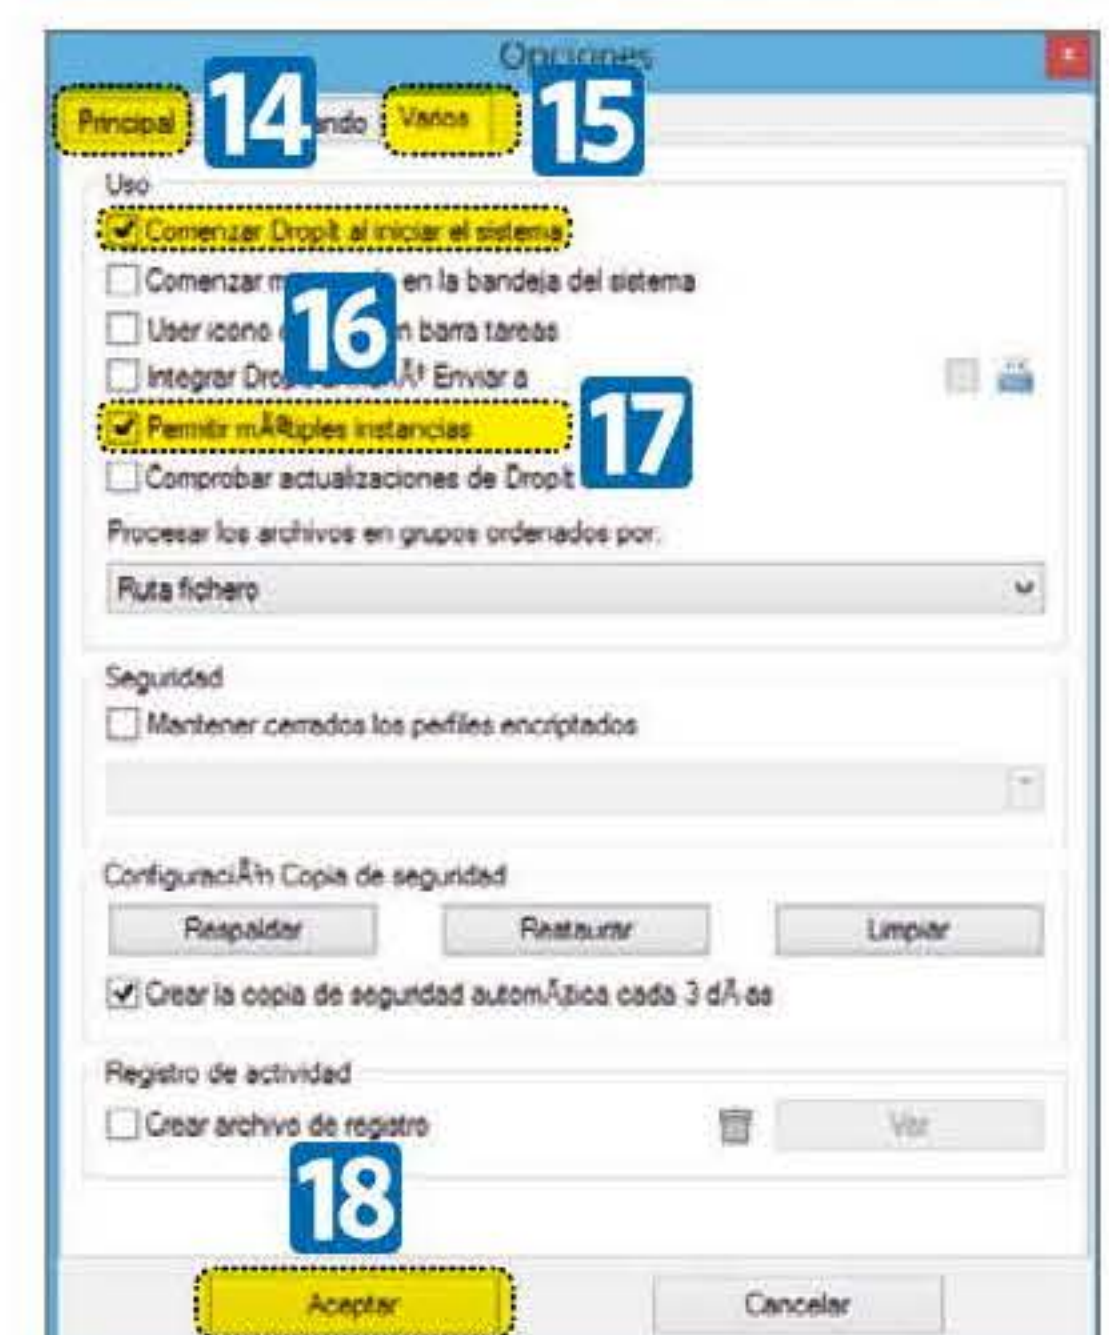 Opciones
Principal 14 ando Varios 15
Uso
Comenzar DropIt al iniciar el sistema
Comenzar m en la bandeja del sistema
16
User icono n barra tareas
Integrar Drop Ãº Enviar a
Permitir mÃºltiples instancias
17
Comprobar actualizaciones de DropIt
Procesar los archivos en grupos ordenados por:
Ruta fichero
Seguridad
Mantener cerrados los perfiles encriptados
ConfiguraciÃ³n Copia de seguridad
Respaldar Restaurar Limpiar
Crear la copia de seguridad automÃ¡tica cada 3 dÃ­as
Registro de actividad
Crear archivo de registro Ver
18
Aceptar Cancelar